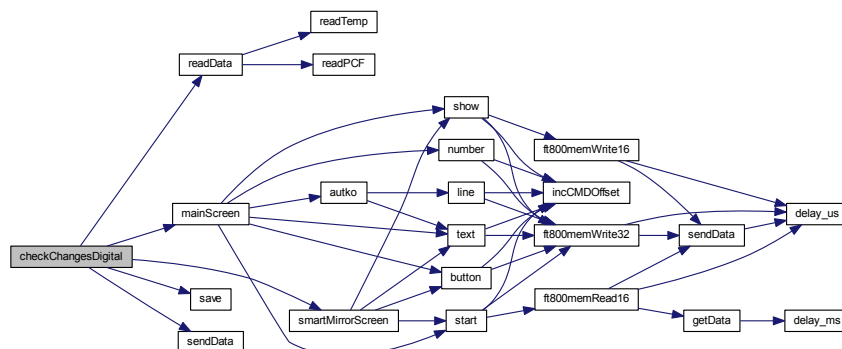 readTemp
readData
readPCF
show
number
ft800memWrite16
autko
line
incCMDOffset
mainScreen
delay_us
text
ft800memWrite32
sendData
checkChangesDigital
button
save
ft800memRead16
smartMirrorScreen
start
getData
delay_ms
sendData